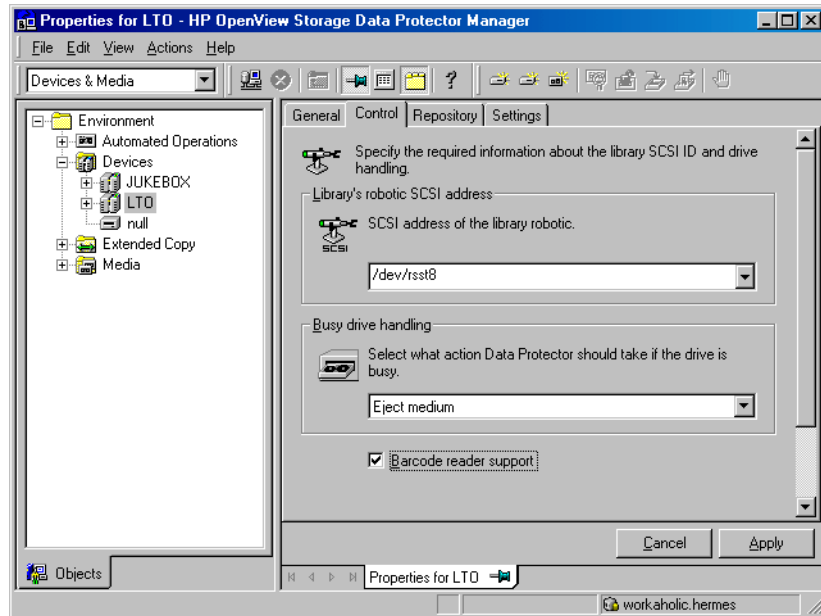 Properties for LTO - HP OpenView Storage Data Protector Manager
File Edit View Actions Help
Devices & Media
Environment
Automated Operations
Devices
JUKEBOX
LTO
null
Extended Copy
Media
Objects
General Control Repository Settings
Specify the required information about the library SCSI ID and drive
handling.
Library's robotic SCSI address
SCSI address of the library robotic.
SCSI
/dev/rsst8
Busy drive handling
Select what action Data Protector should take if the drive is
busy.
Eject medium
Barcode reader support
Cancel Apply
Properties for LTO
workaholic.hermes